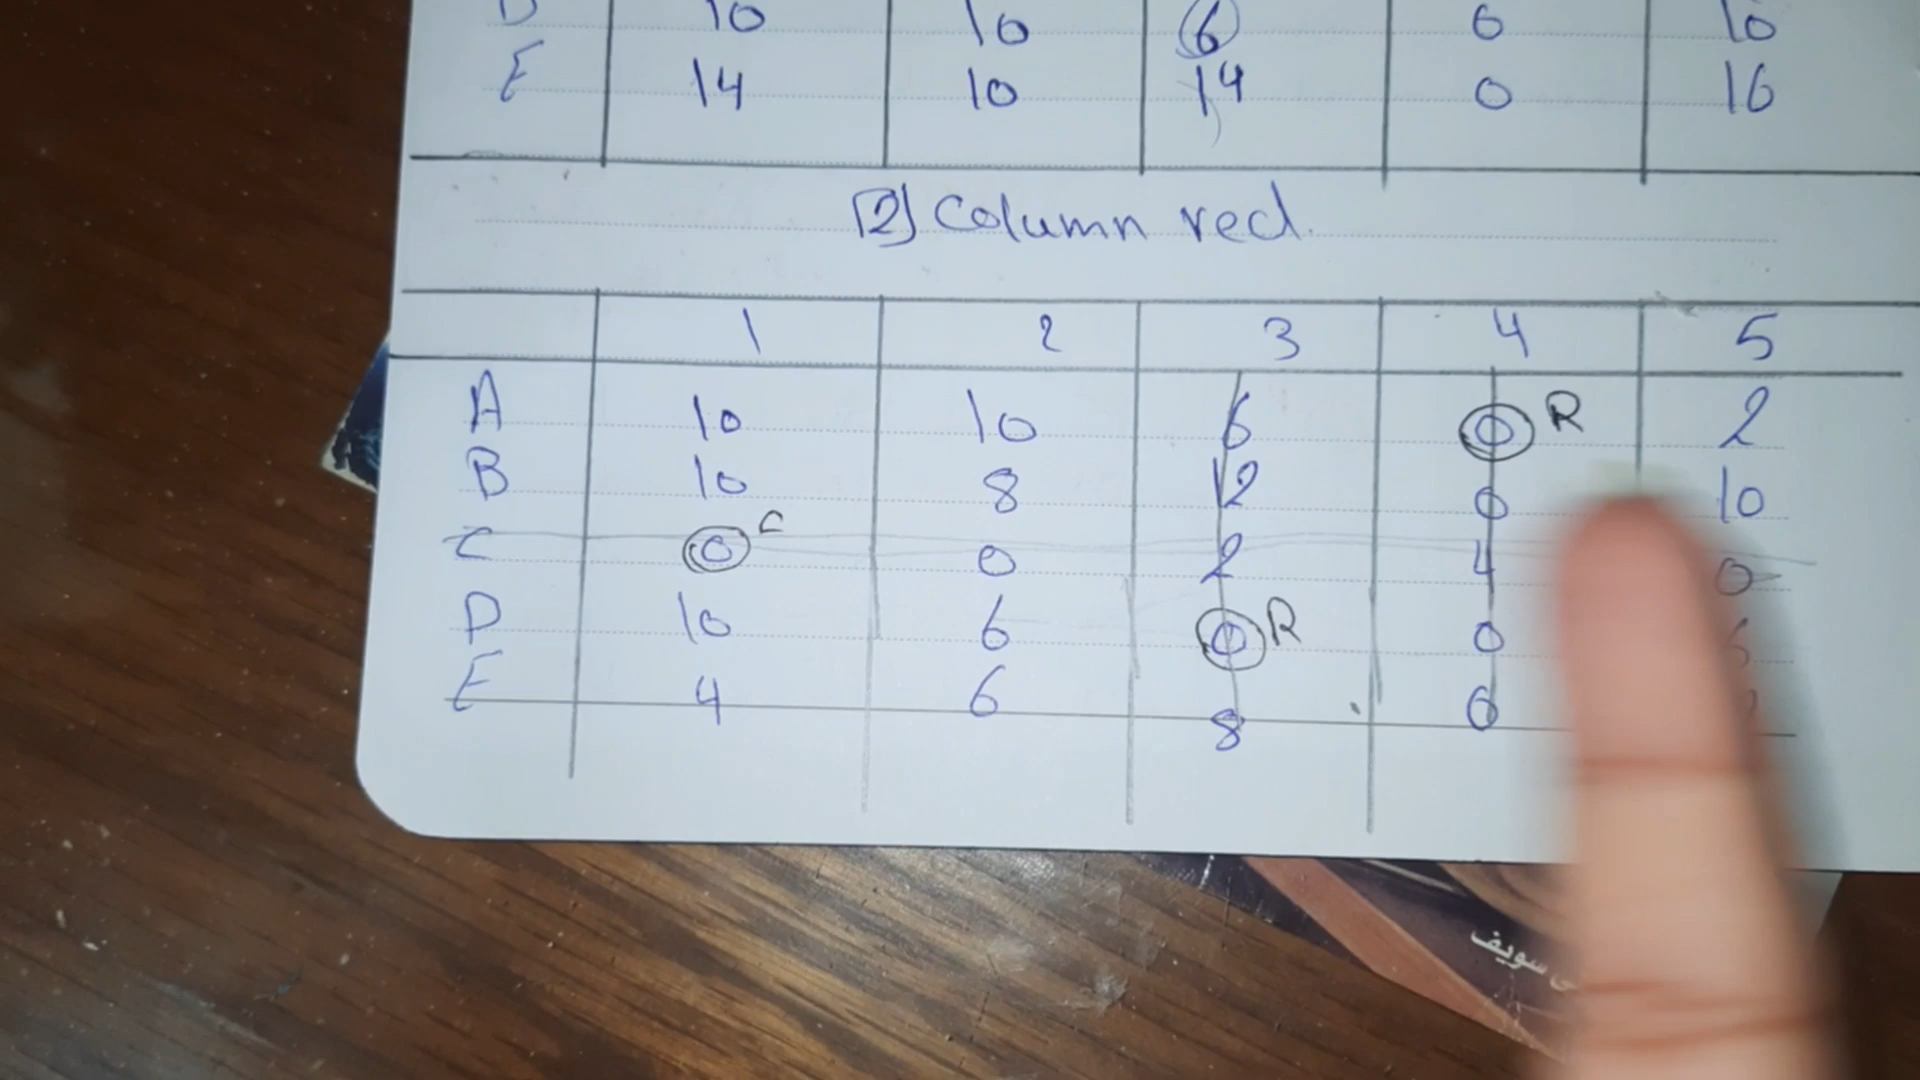 D 10 10 6 6 10
E 14 10 14 0 16
[2] Column red.
1 2 3 4 5
A 10 10 6 0 R 2
B 10 8 12 0 10
C 0 C 0 2 4 0
D 10 6 0 R 0
E 4 6 8
سويف